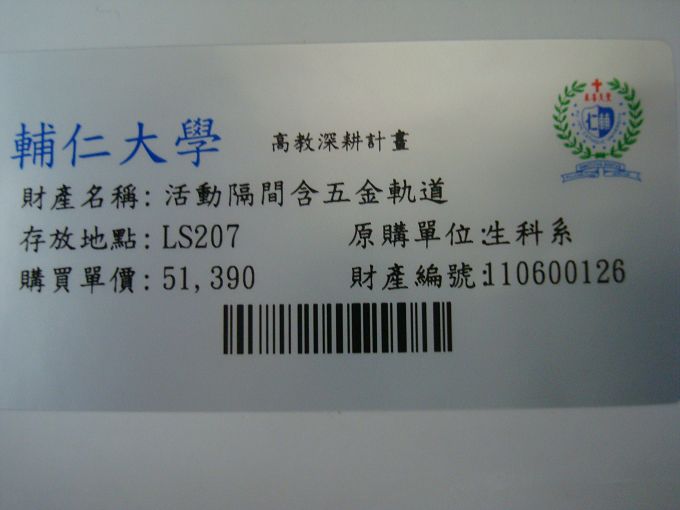 輔仁大學 高教深耕計畫
財產名稱: 活動隔間含五金軌道
存放地點: LS207 原購單位:生科系
購買單價: 51,390 財產編號:110600126